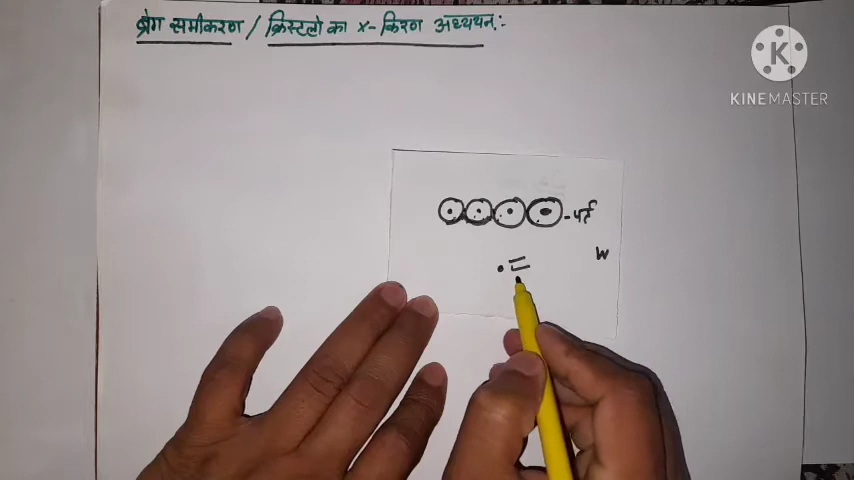 ब्रेग समीकरण / क्रिस्टलो का x- किरण अध्ययन:-
K
KINEMASTER
- पर्त
W
. =